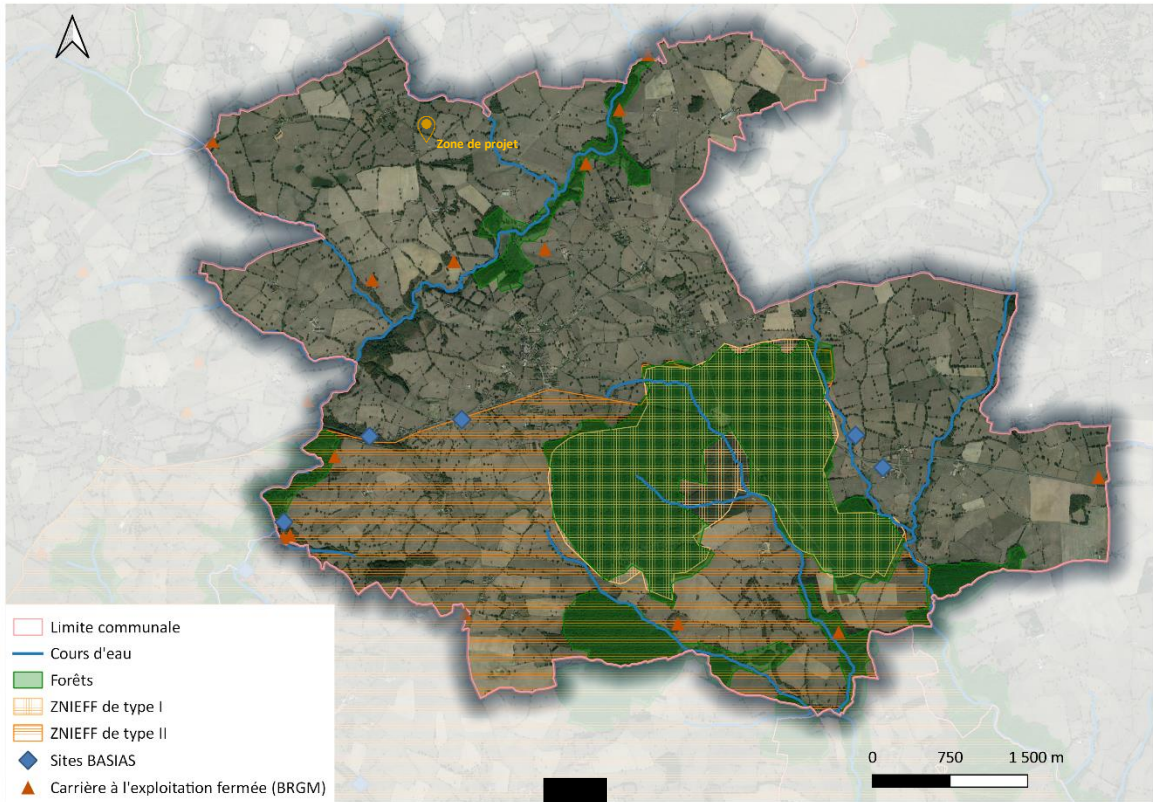 Zone de projet
Limite communale
Cours d'eau
Forêts
ZNIEFF de type I
ZNIEFF de type II
Sites BASIAS
Carrière à l'exploitation fermée (BRGM)
0 750 1 500 m